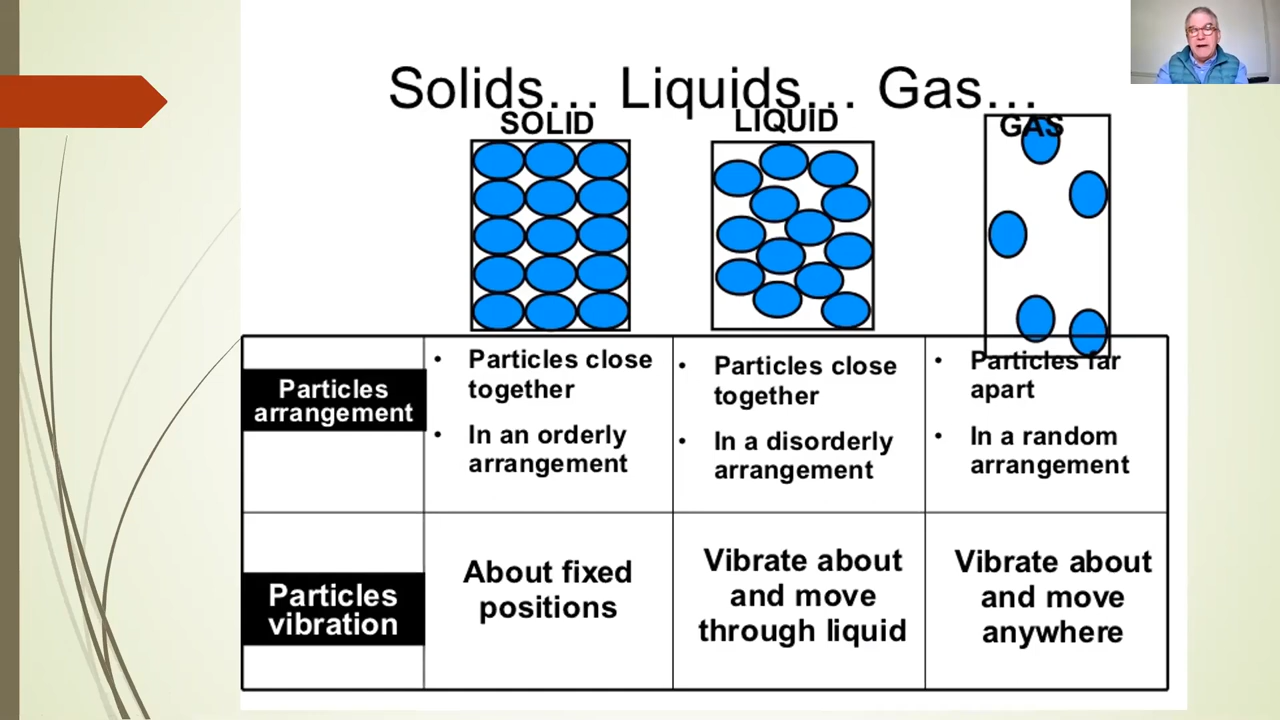 Solids… Liquids… Gas…
SOLID
LIQUID
GAS
Particles
arrangement
• Particles close
together
• In an orderly
arrangement
• Particles close
together
• In a disorderly
arrangement
• Particles far
apart
• In a random
arrangement
Particles
vibration
About fixed
positions
Vibrate about
and move
through liquid
Vibrate about
and move
anywhere